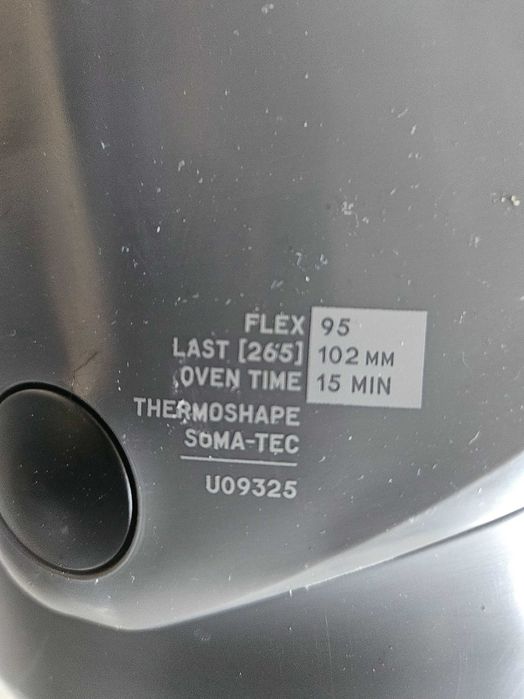 FLEX 95
LAST [265] 102 MM
OVEN TIME 15 MIN
THERMOSHAPE
SOMA-TEC
U09325